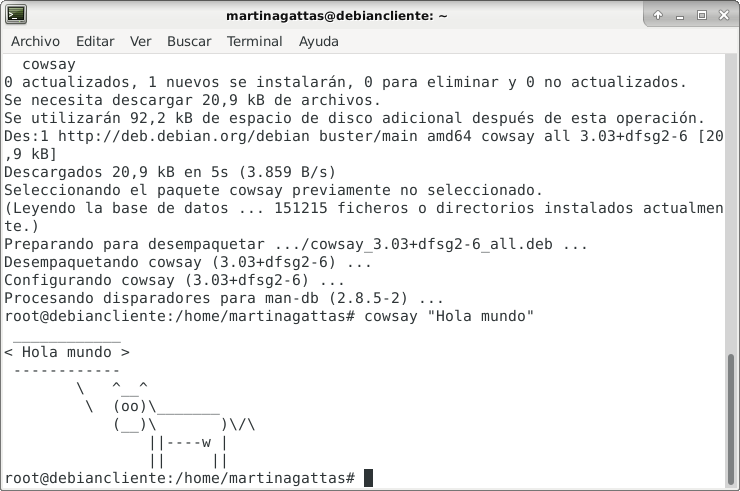 martinagattas@debiancliente: ~
Archivo Editar Ver Buscar Terminal Ayuda
  cowsay
0 actualizados, 1 nuevos se instalarán, 0 para eliminar y 0 no actualizados.
Se necesita descargar 20,9 kB de archivos.
Se utilizarán 92,2 kB de espacio de disco adicional después de esta operación.
Des:1 http://deb.debian.org/debian buster/main amd64 cowsay all 3.03+dfsg2-6 [20
,9 kB]
Descargados 20,9 kB en 5s (3.859 B/s)
Seleccionando el paquete cowsay previamente no seleccionado.
(Leyendo la base de datos ... 151215 ficheros o directorios instalados actualmen
te.)
Preparando para desempaquetar .../cowsay_3.03+dfsg2-6_all.deb ...
Desempaquetando cowsay (3.03+dfsg2-6) ...
Configurando cowsay (3.03+dfsg2-6) ...
Procesando disparadores para man-db (2.8.5-2) ...
root@debiancliente:/home/martinagattas# cowsay "Hola mundo"
 ____________
< Hola mundo >
 ------------
        \   ^__^
         \  (oo)\_______
            (__)\       )\/\
                ||----w |
                ||     ||
root@debiancliente:/home/martinagattas#